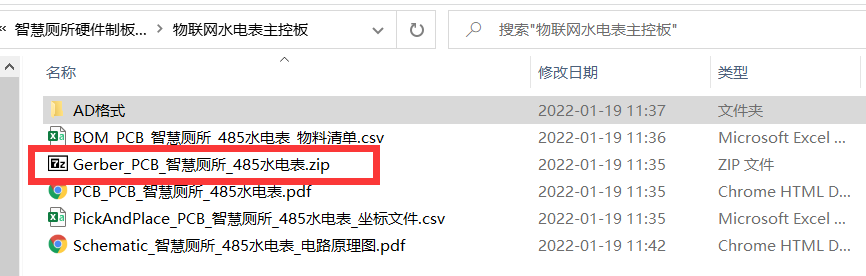 « 智慧厕所硬件制板... › 物联网水电表主控板 搜索"物联网水电表主控板"
名称 修改日期 类型
AD格式 2022-01-19 11:37 文件夹
BOM_PCB_智慧厕所_485水电表_物料清单.csv 2022-01-19 11:36 Microsoft Excel ...
Gerber_PCB_智慧厕所_485水电表.zip 2022-01-19 11:35 ZIP 文件
PCB_PCB_智慧厕所_485水电表.pdf 2022-01-19 11:35 Chrome HTML D...
PickAndPlace_PCB_智慧厕所_485水电表_坐标文件.csv 2022-01-19 11:35 Microsoft Excel ...
Schematic_智慧厕所_485水电表_电路原理图.pdf 2022-01-19 11:42 Chrome HTML D...